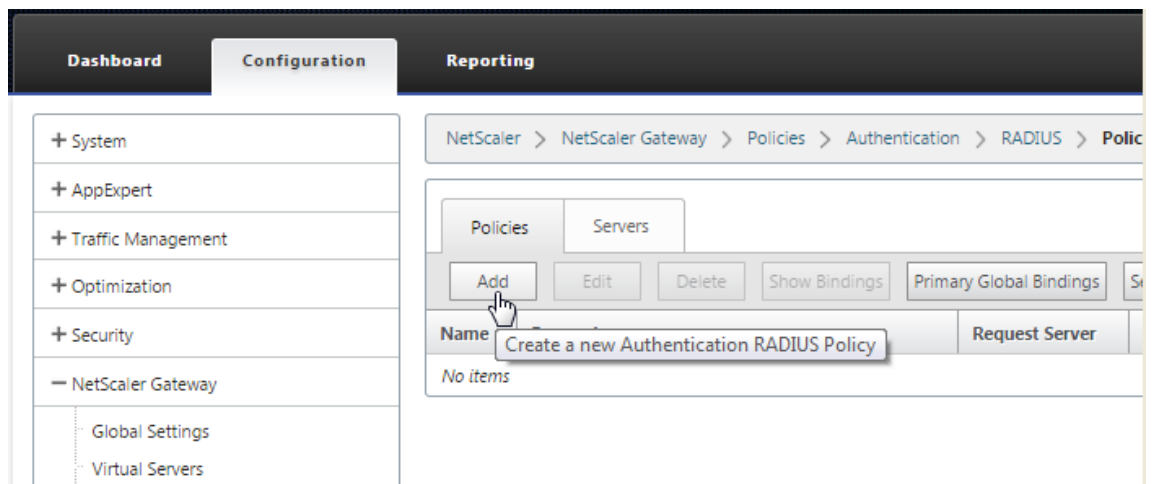 Dashboard Configuration Reporting
+ System
+ AppExpert
+ Traffic Management
+ Optimization
+ Security
− NetScaler Gateway
Global Settings
Virtual Servers
NetScaler > NetScaler Gateway > Policies > Authentication > RADIUS > Polic
Policies Servers
Add Edit Delete Show Bindings Primary Global Bindings
Name Request Server
Create a new Authentication RADIUS Policy
No items